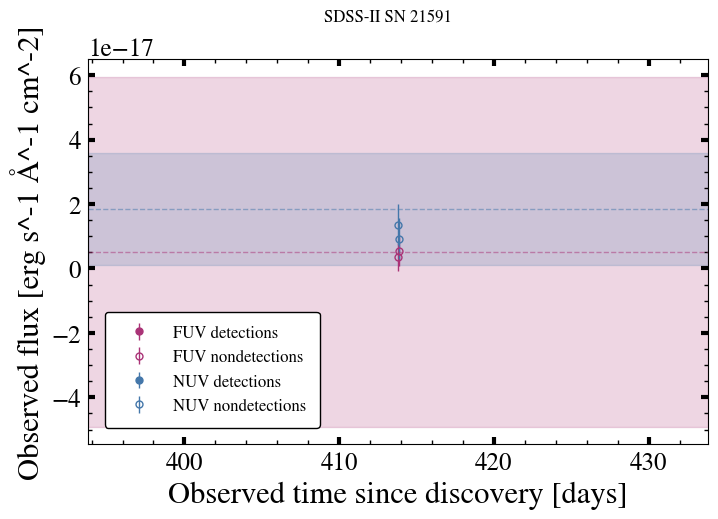 SDSS-II SN 21591
1e−17
Observed flux [erg s^-1 Å^-1 cm^-2]
6
4
2
0
−2
−4
FUV detections
FUV nondetections
NUV detections
NUV nondetections
400 410 420 430
Observed time since discovery [days]